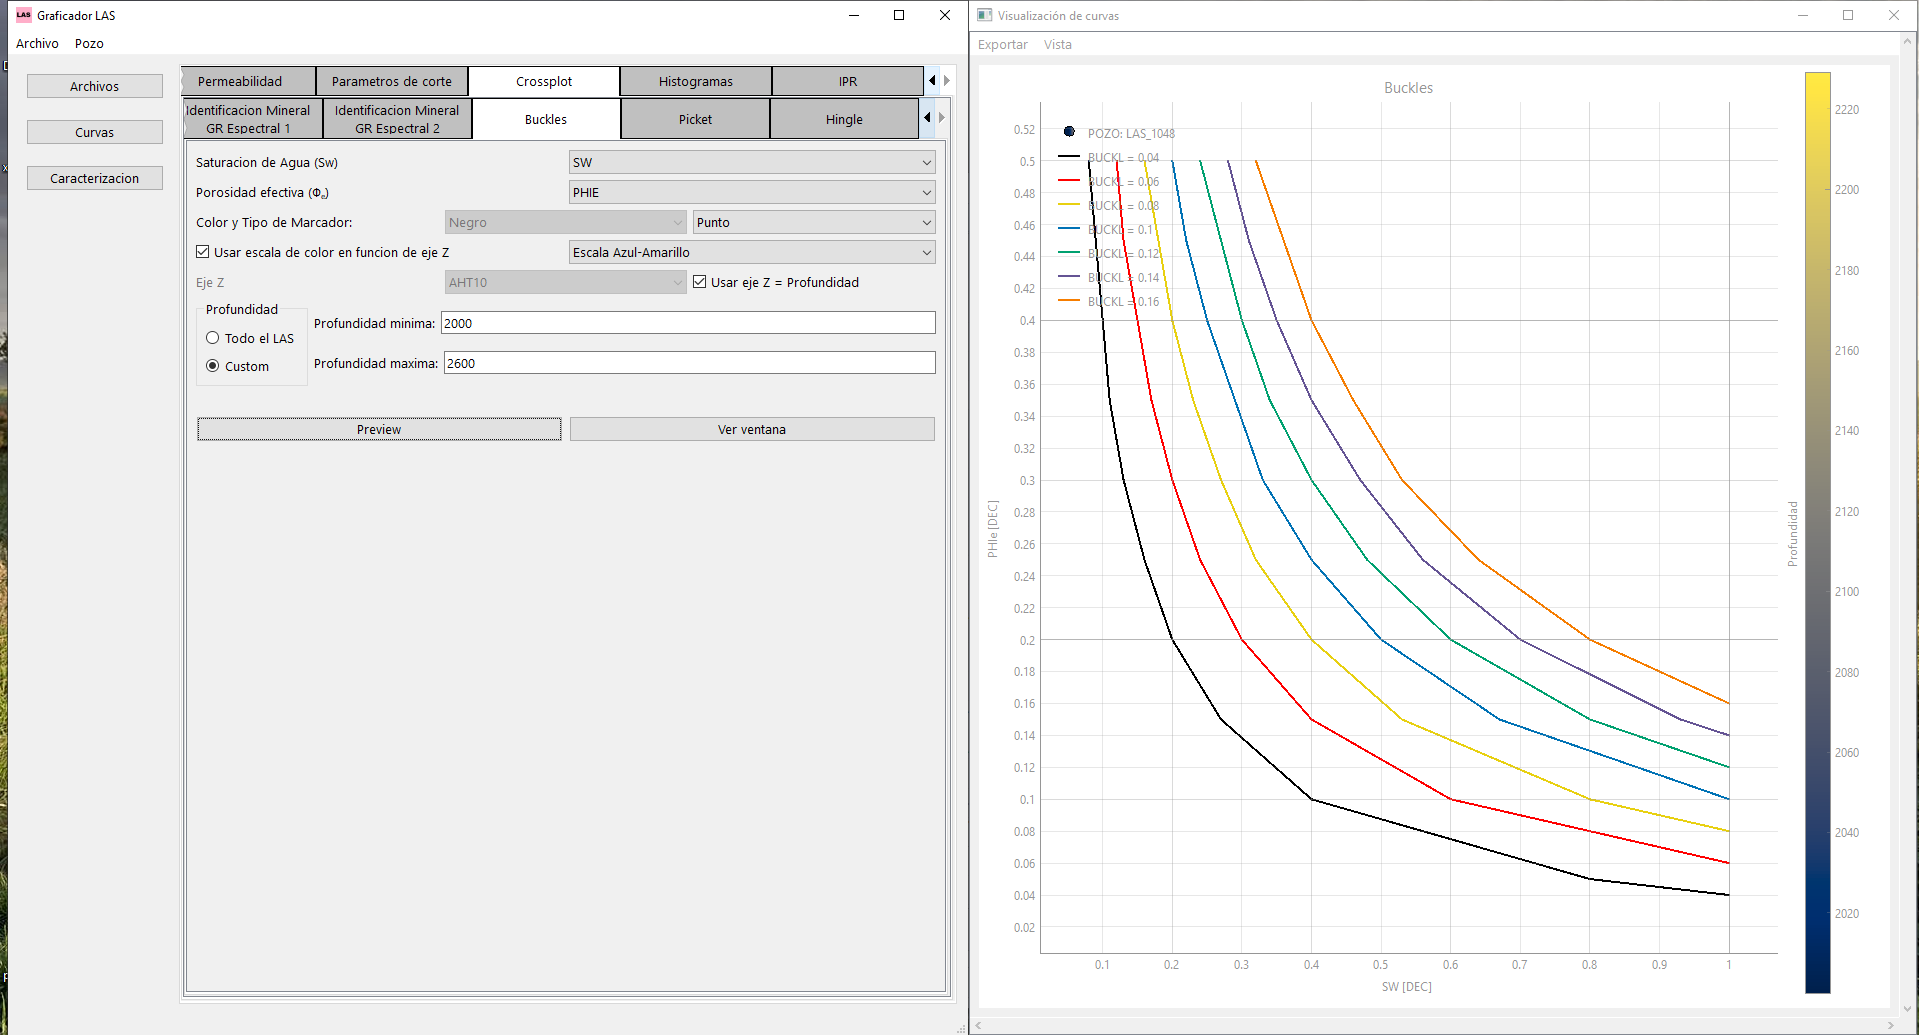 LAS Graficador LAS
Archivo Pozo
Archivos
Curvas
Caracterizacion
Permeabilidad
Parametros de corte
Crossplot
Histogramas
IPR
Identificacion Mineral
GR Espectral 1
Identificacion Mineral
GR Espectral 2
Buckles
Picket
Hingle
Saturacion de Agua (Sw) SW
Porosidad efectiva (Φe) PHIE
Color y Tipo de Marcador: Negro Punto
Usar escala de color en funcion de eje Z Escala Azul-Amarillo
Eje Z AHT10 Usar eje Z = Profundidad
Profundidad
Todo el LAS
Custom
Profundidad minima: 2000
Profundidad maxima: 2600
Preview
Ver ventana
Visualización de curvas
Exportar Vista
Buckles
POZO: LAS_1048
BUCKL = 0.04
BUCKL = 0.06
BUCKL = 0.08
BUCKL = 0.1
BUCKL = 0.12
BUCKL = 0.14
BUCKL = 0.16
0.52
0.5
0.48
0.46
0.44
0.42
0.4
0.38
0.36
0.34
0.32
0.3
0.28
0.26
0.24
0.22
0.2
0.18
0.16
0.14
0.12
0.1
0.08
0.06
0.04
0.02
PHIe [DEC]
0.1 0.2 0.3 0.4 0.5 0.6 0.7 0.8 0.9 1
SW [DEC]
Profundidad
2220
2200
2180
2160
2140
2120
2100
2080
2060
2040
2020